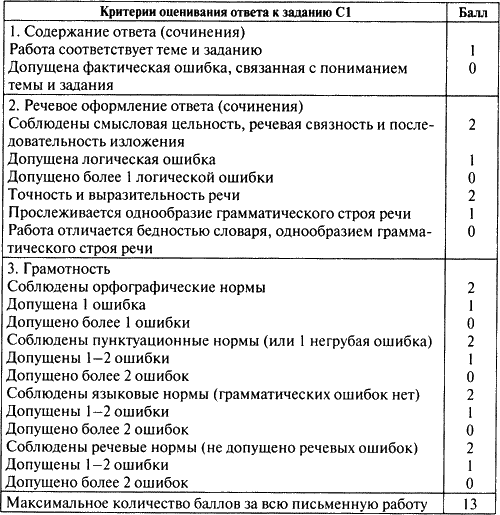 Критерии оценивания ответа к заданию С1 Балл
1. Содержание ответа (сочинения)
Работа соответствует теме и заданию 1
Допущена фактическая ошибка, связанная с пониманием 0
темы и задания
2. Речевое оформление ответа (сочинения)
Соблюдены смысловая цельность, речевая связность и после- 2
довательность изложения
Допущена логическая ошибка 1
Допущено более 1 логической ошибки 0
Точность и выразительность речи 2
Прослеживается однообразие грамматического строя речи 1
Работа отличается бедностью словаря, однообразием грамма- 0
тического строя речи
3. Грамотность
Соблюдены орфографические нормы 2
Допущена 1 ошибка 1
Допущено более 1 ошибки 0
Соблюдены пунктуационные нормы (или 1 негрубая ошибка) 2
Допущены 1—2 ошибки 1
Допущено более 2 ошибок 0
Соблюдены языковые нормы (грамматических ошибок нет) 2
Допущены 1—2 ошибки 1
Допущено более 2 ошибок 0
Соблюдены речевые нормы (не допущено речевых ошибок) 2
Допущены 1—2 ошибки 1
Допущено более 2 ошибок 0
Максимальное количество баллов за всю письменную работу 13